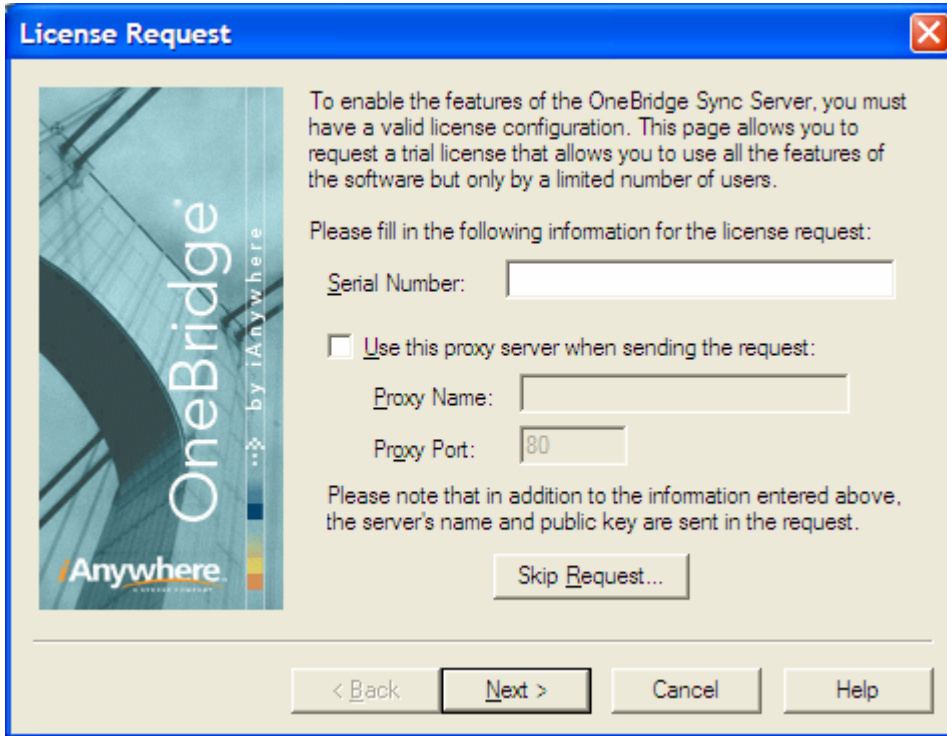 License Request
To enable the features of the OneBridge Sync Server, you must
have a valid license configuration. This page allows you to
request a trial license that allows you to use all the features of
the software but only by a limited number of users.
Please fill in the following information for the license request:
Serial Number:
Use this proxy server when sending the request:
Proxy Name:
Proxy Port:
80
Please note that in addition to the information entered above,
the server's name and public key are sent in the request.
Skip Request...
OneBridge
by iAnywhere
iAnywhere
A SYBASE COMPANY
< Back
Next >
Cancel
Help